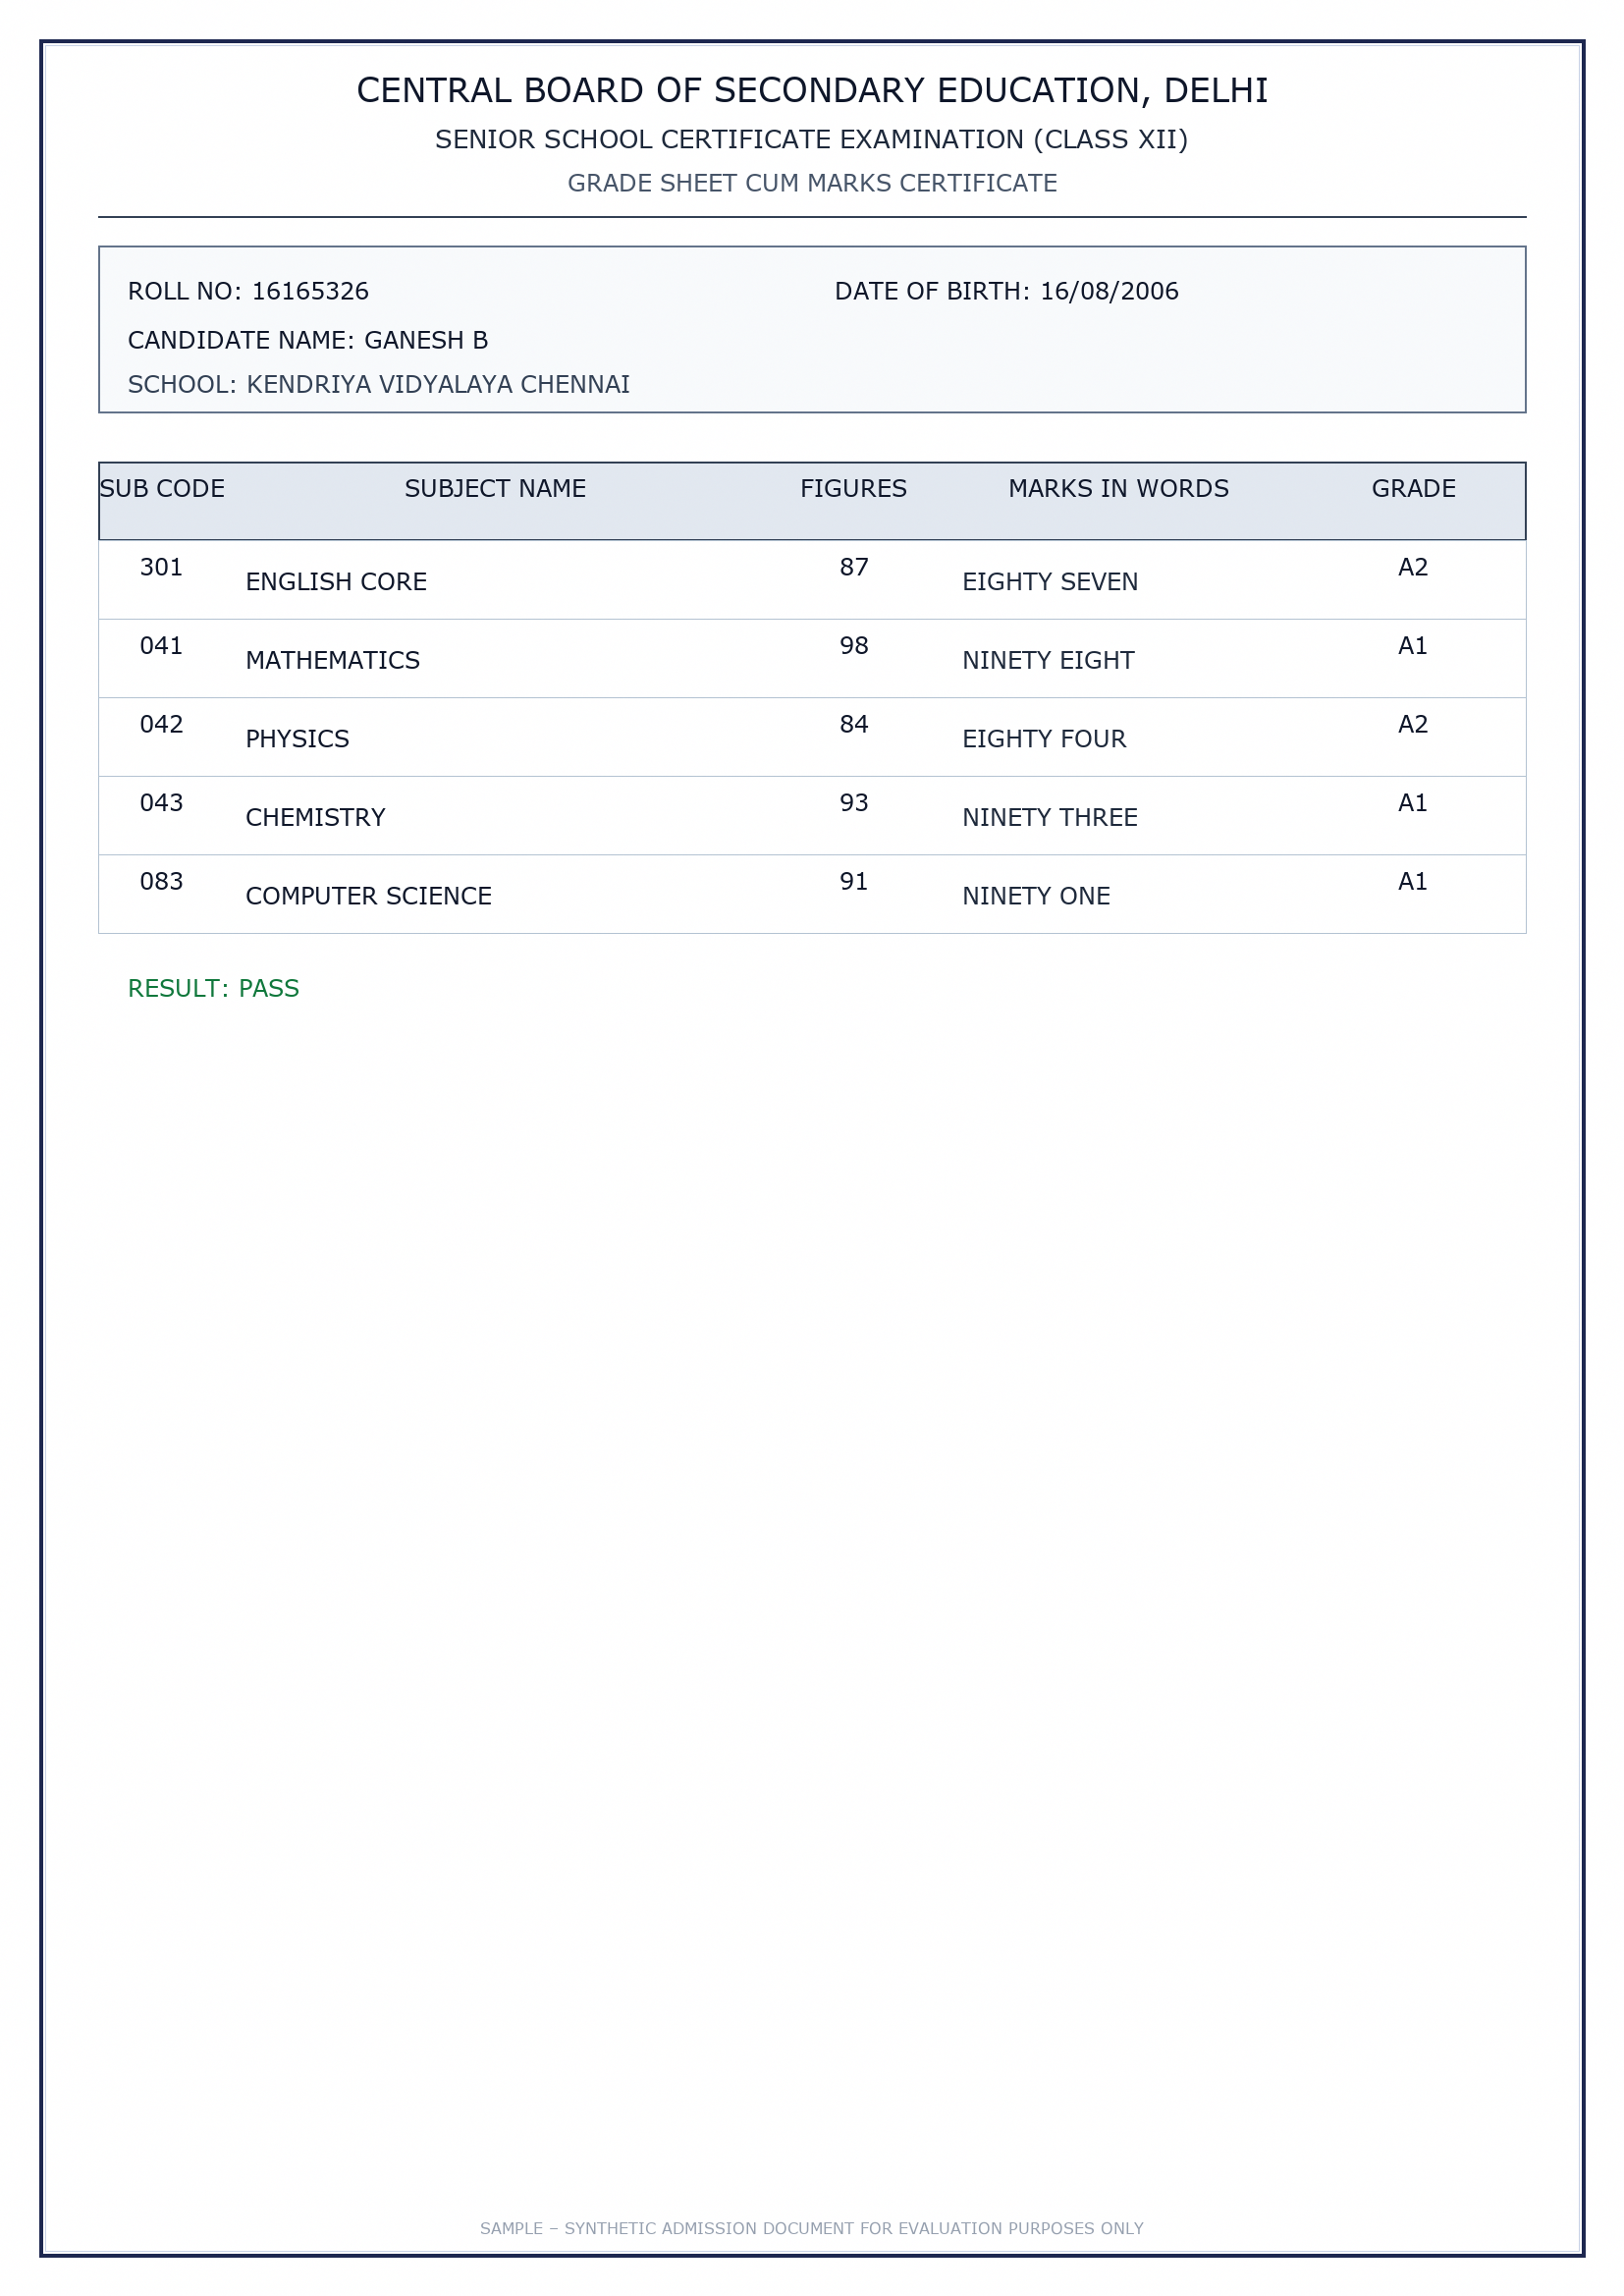 CENTRAL BOARD OF SECONDARY EDUCATION, DELHI
SENIOR SCHOOL CERTIFICATE EXAMINATION (CLASS XII)
GRADE SHEET CUM MARKS CERTIFICATE
ROLL NO: 16165326 DATE OF BIRTH: 16/08/2006
CANDIDATE NAME: GANESH B
SCHOOL: KENDRIYA VIDYALAYA CHENNAI
SUB CODE SUBJECT NAME FIGURES MARKS IN WORDS GRADE
301 ENGLISH CORE 87 EIGHTY SEVEN A2
041 MATHEMATICS 98 NINETY EIGHT A1
042 PHYSICS 84 EIGHTY FOUR A2
043 CHEMISTRY 93 NINETY THREE A1
083 COMPUTER SCIENCE 91 NINETY ONE A1
RESULT: PASS
SAMPLE – SYNTHETIC ADMISSION DOCUMENT FOR EVALUATION PURPOSES ONLY